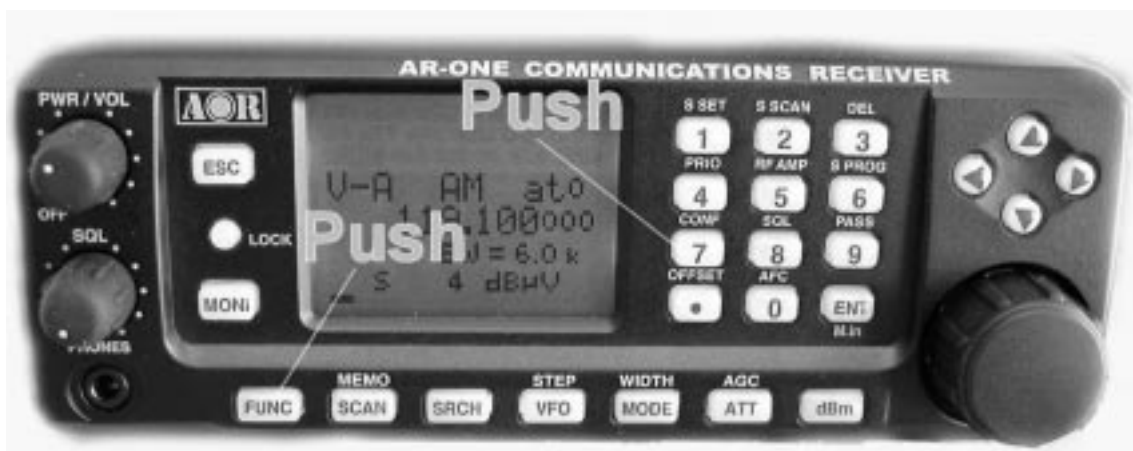 AR-ONE COMMUNICATIONS RECEIVER
PWR / VOL
AOR
Push
S SET S SCAN DEL
1 2 3
ESC
PRIO RF AMP S PROG
4 5 6
V-A AM ato
OFF
CONF SQL PASS
SQL
LOCK
Push
.100000
7 8 9
BW = 6.0 k
OFFSET AFC
S 4 dBµV
MONi
• 0 ENT
M.in
PHONES
MEMO STEP WIDTH AGC
FUNC SCAN SRCH VFO MODE ATT dBm